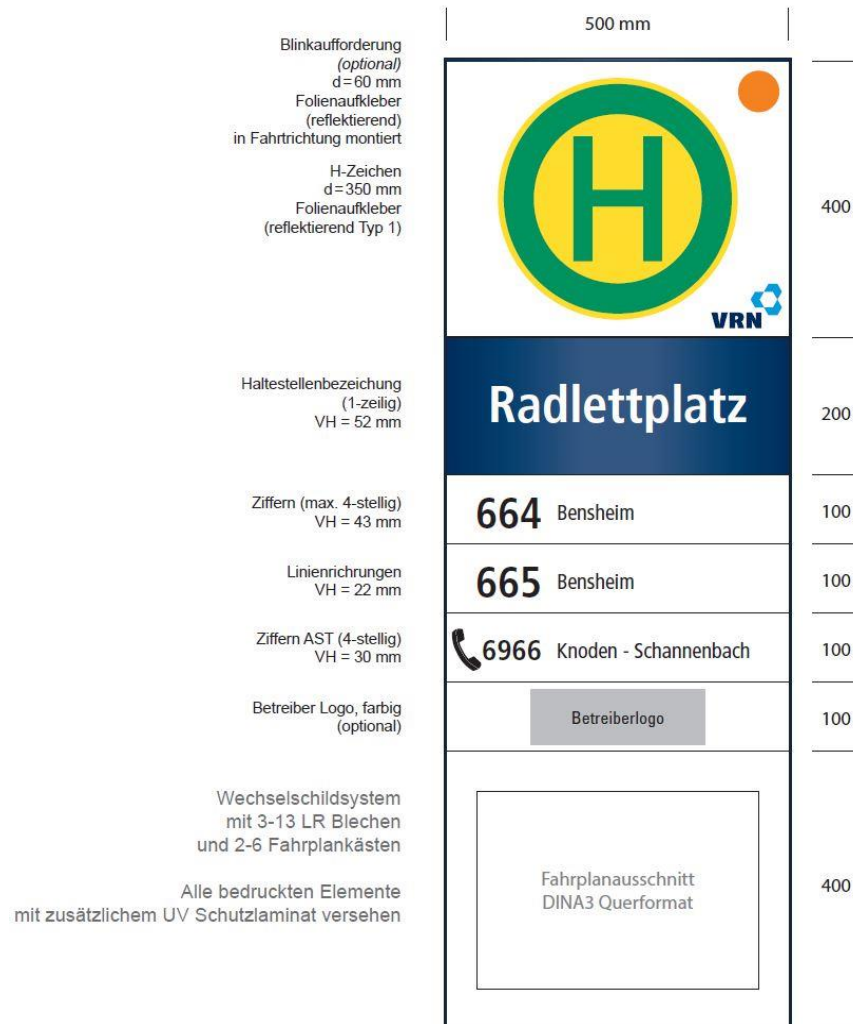 500 mm
Blinkaufforderung
(optional)
d=60 mm
Folienaufkleber
(reflektierend)
in Fahrtrichtung montiert
H-Zeichen
d=350 mm
Folienaufkleber
(reflektierend Typ 1)
H
VRN
400
Haltestellenbezeichung
(1-zeilig)
VH = 52 mm
Radlettplatz
200
Ziffern (max. 4-stellig)
VH = 43 mm
664 Bensheim
100
Linienrichrungen
VH = 22 mm
665 Bensheim
100
Ziffern AST (4-stellig)
VH = 30 mm
6966 Knoden - Schannenbach
100
Betreiber Logo, farbig
(optional)
Betreiberlogo
100
Wechselschildsystem
mit 3-13 LR Blechen
und 2-6 Fahrplankästen
Alle bedruckten Elemente
mit zusätzlichem UV Schutzlaminat versehen
Fahrplanausschnitt
DINA3 Querformat
400